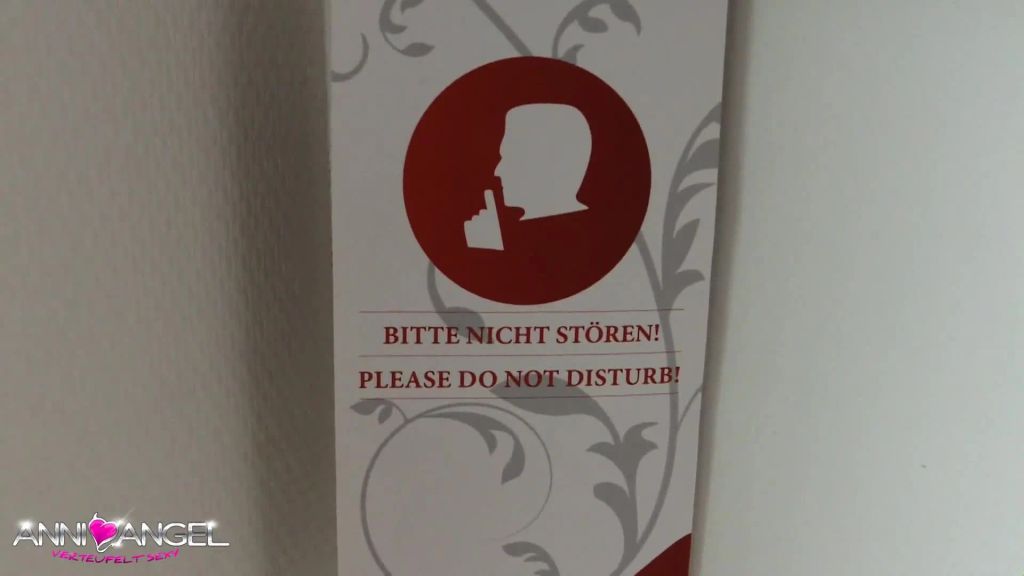 BITTE NICHT STÖREN!
PLEASE DO NOT DISTURB!
ANNI ANGEL
VERTEUFELT SEXY